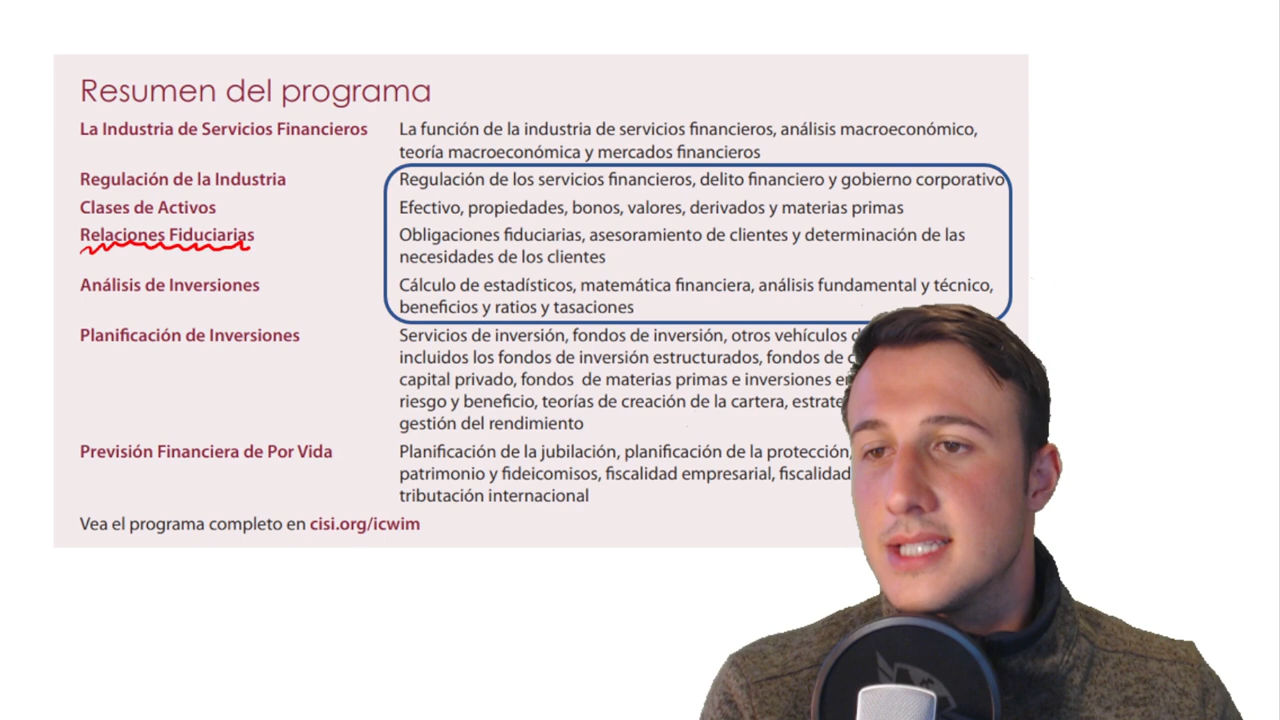 Resumen del programa
La Industria de Servicios Financieros La función de la industria de servicios financieros, análisis macroeconómico,
teoría macroeconómica y mercados financieros
Regulación de la Industria Regulación de los servicios financieros, delito financiero y gobierno corporativo
Clases de Activos Efectivo, propiedades, bonos, valores, derivados y materias primas
Relaciones Fiduciarias Obligaciones fiduciarias, asesoramiento de clientes y determinación de las
necesidades de los clientes
Análisis de Inversiones Cálculo de estadísticos, matemática financiera, análisis fundamental y técnico,
beneficios y ratios y tasaciones
Planificación de Inversiones Servicios de inversión, fondos de inversión, otros vehículos
incluidos los fondos de inversión estructurados, fondos de
capital privado, fondos de materias primas e inversiones
riesgo y beneficio, teorías de creación de la cartera,
gestión del rendimiento
Previsión Financiera de Por Vida Planificación de la jubilación, planificación de la protección,
patrimonio y fideicomisos, fiscalidad empresarial, fiscalidad
tributación internacional
Vea el programa completo en cisi.org/icwim